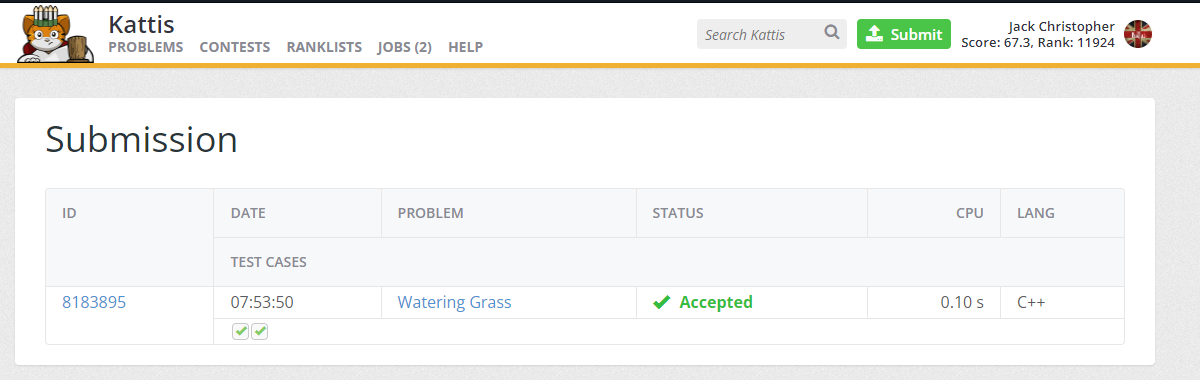 Kattis
PROBLEMS CONTESTS RANKLISTS JOBS (2) HELP
Search Kattis
Submit
Jack Christopher
Score: 67.3, Rank: 11924
Submission
ID DATE PROBLEM STATUS CPU LANG
TEST CASES
8183895 07:53:50 Watering Grass Accepted 0.10 s C++